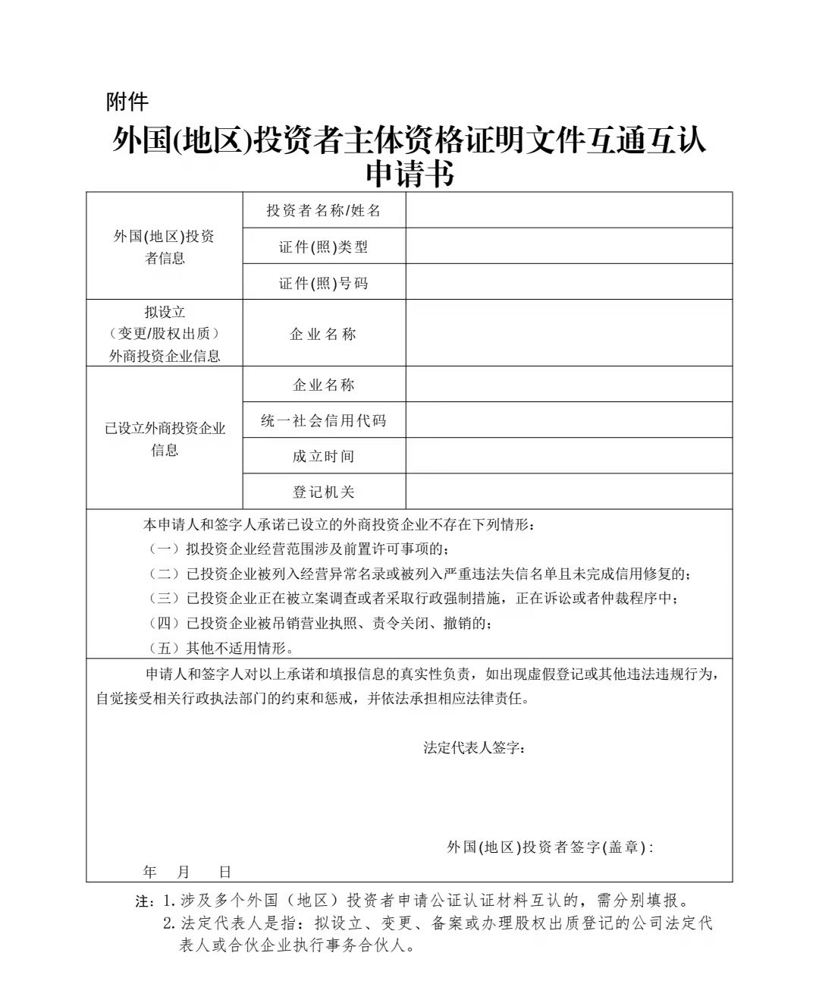 附件
外国(地区)投资者主体资格证明文件互通互认
申请书
外国(地区)投资
者信息
投资者名称/姓名
证件(照)类型
证件(照)号码
拟设立
（变更/股权出质）
外商投资企业信息
企业名称
已设立外商投资企业
信息
企业名称
统一社会信用代码
成立时间
登记机关
本申请人和签字人承诺已设立的外商投资企业不存在下列情形：
（一）拟投资企业经营范围涉及前置许可事项的；
（二）已投资企业被列入经营异常名录或被列入严重违法失信名单且未完成信用修复的；
（三）已投资企业正在被立案调查或者采取行政强制措施，正在诉讼或者仲裁程序中；
（四）已投资企业被吊销营业执照、责令关闭、撤销的；
（五）其他不适用情形。
申请人和签字人对以上承诺和填报信息的真实性负责，如出现虚假登记或其他违法违规行为，
自觉接受相关行政执法部门的约束和惩戒，并依法承担相应法律责任。
法定代表人签字：
外国(地区)投资者签字(盖章)：
年 月 日
注：1.涉及多个外国（地区）投资者申请公证认证材料互认的，需分别填报。
2.法定代表人是指：拟设立、变更、备案或办理股权出质登记的公司法定代
表人或合伙企业执行事务合伙人。